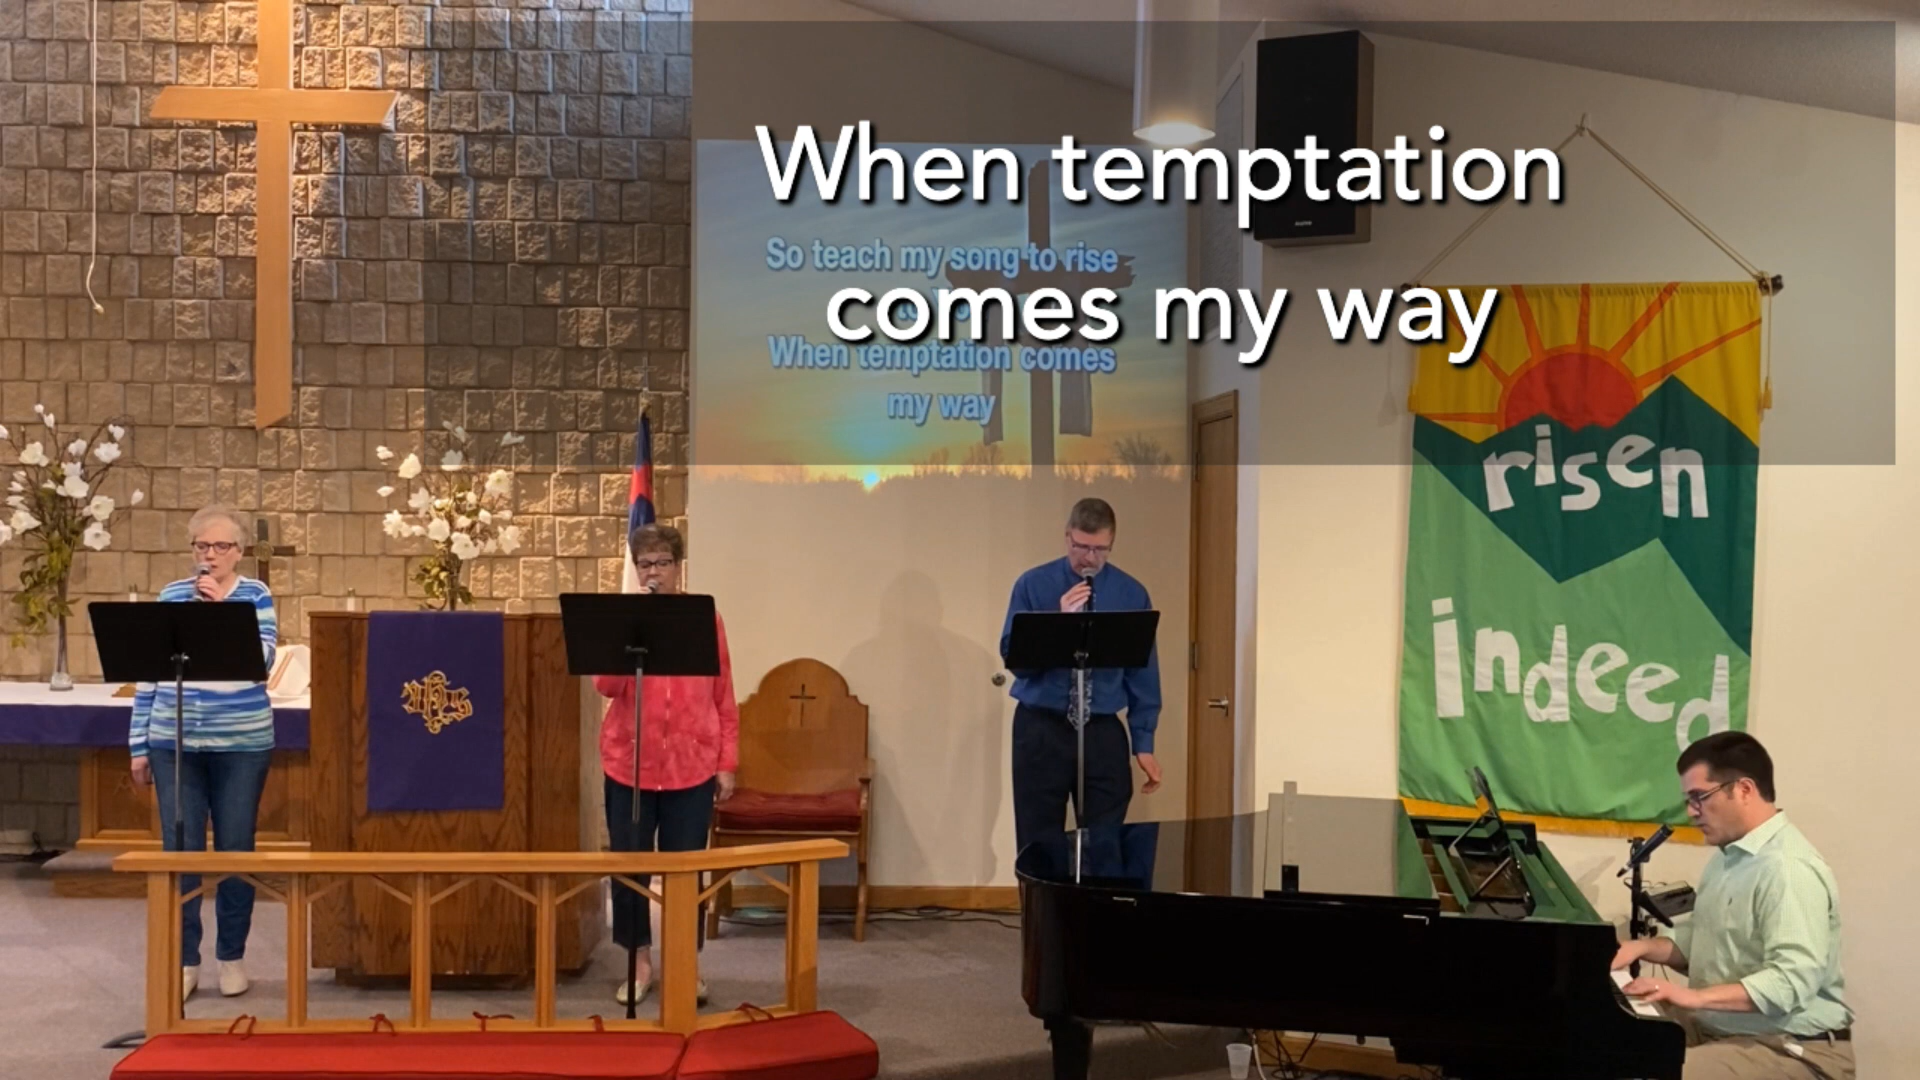 When temptation
comes my way
So teach my song to rise
When temptation comes
my way
risen
indeed